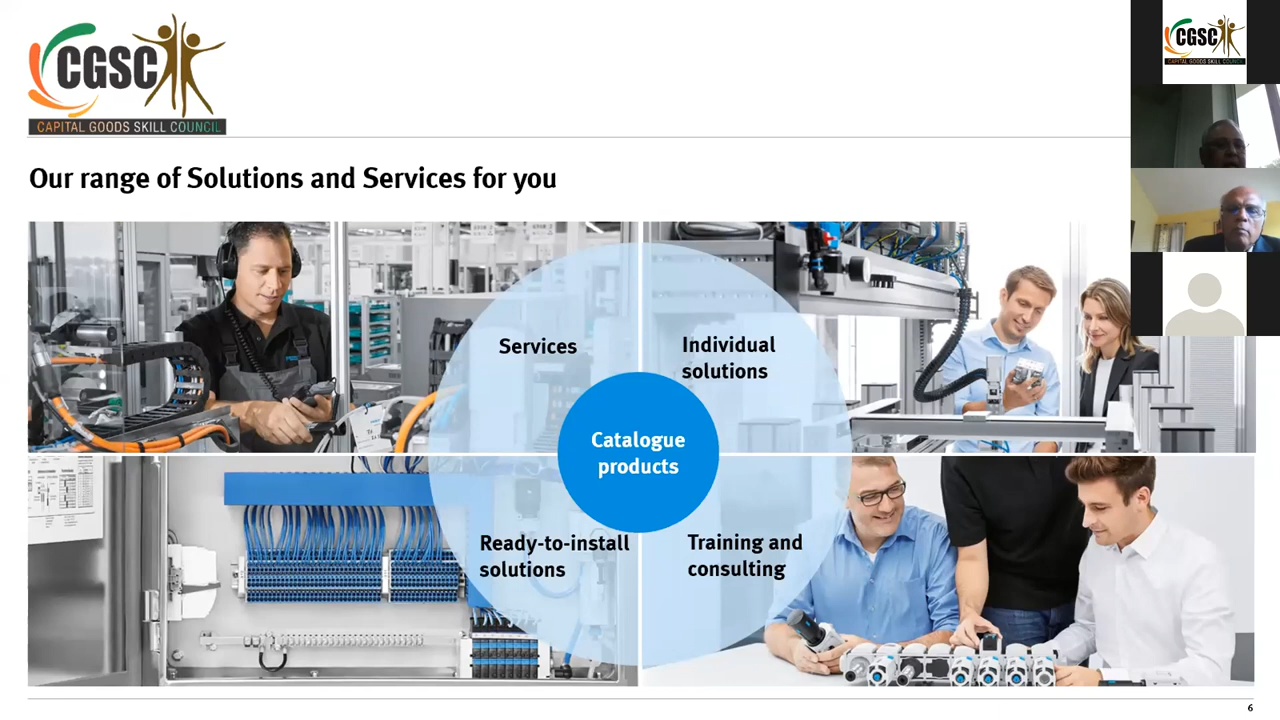 CGSC
CAPITAL GOODS SKILL COUNCIL
CGSC
CAPITAL GOODS SKILL COUNCIL
Our range of Solutions and Services for you
Services
Individual
solutions
Catalogue
products
Ready-to-install
solutions
Training and
consulting
6